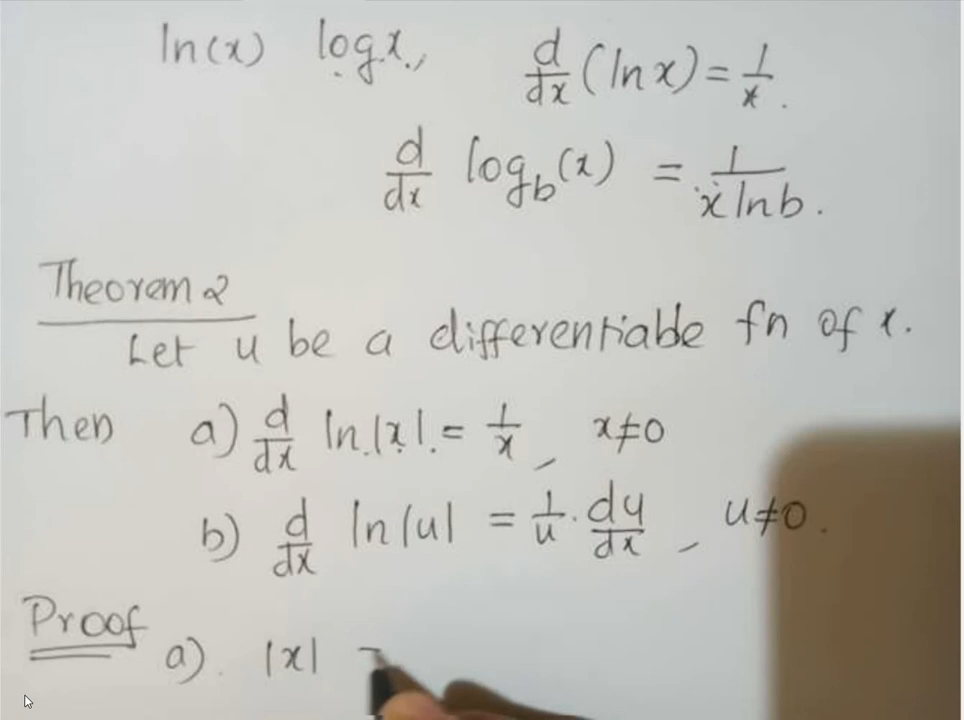 ln(x) log x, d/dx (ln x) = 1/x.
d/dx log_b(x) = 1/(x ln b).
Theorem 2
Let u be a differentiable fn of x.
Then a) d/dx ln|x| = 1/x, x≠0
b) d/dx ln|u| = 1/u · du/dx, u≠0.
Proof
a). |x|